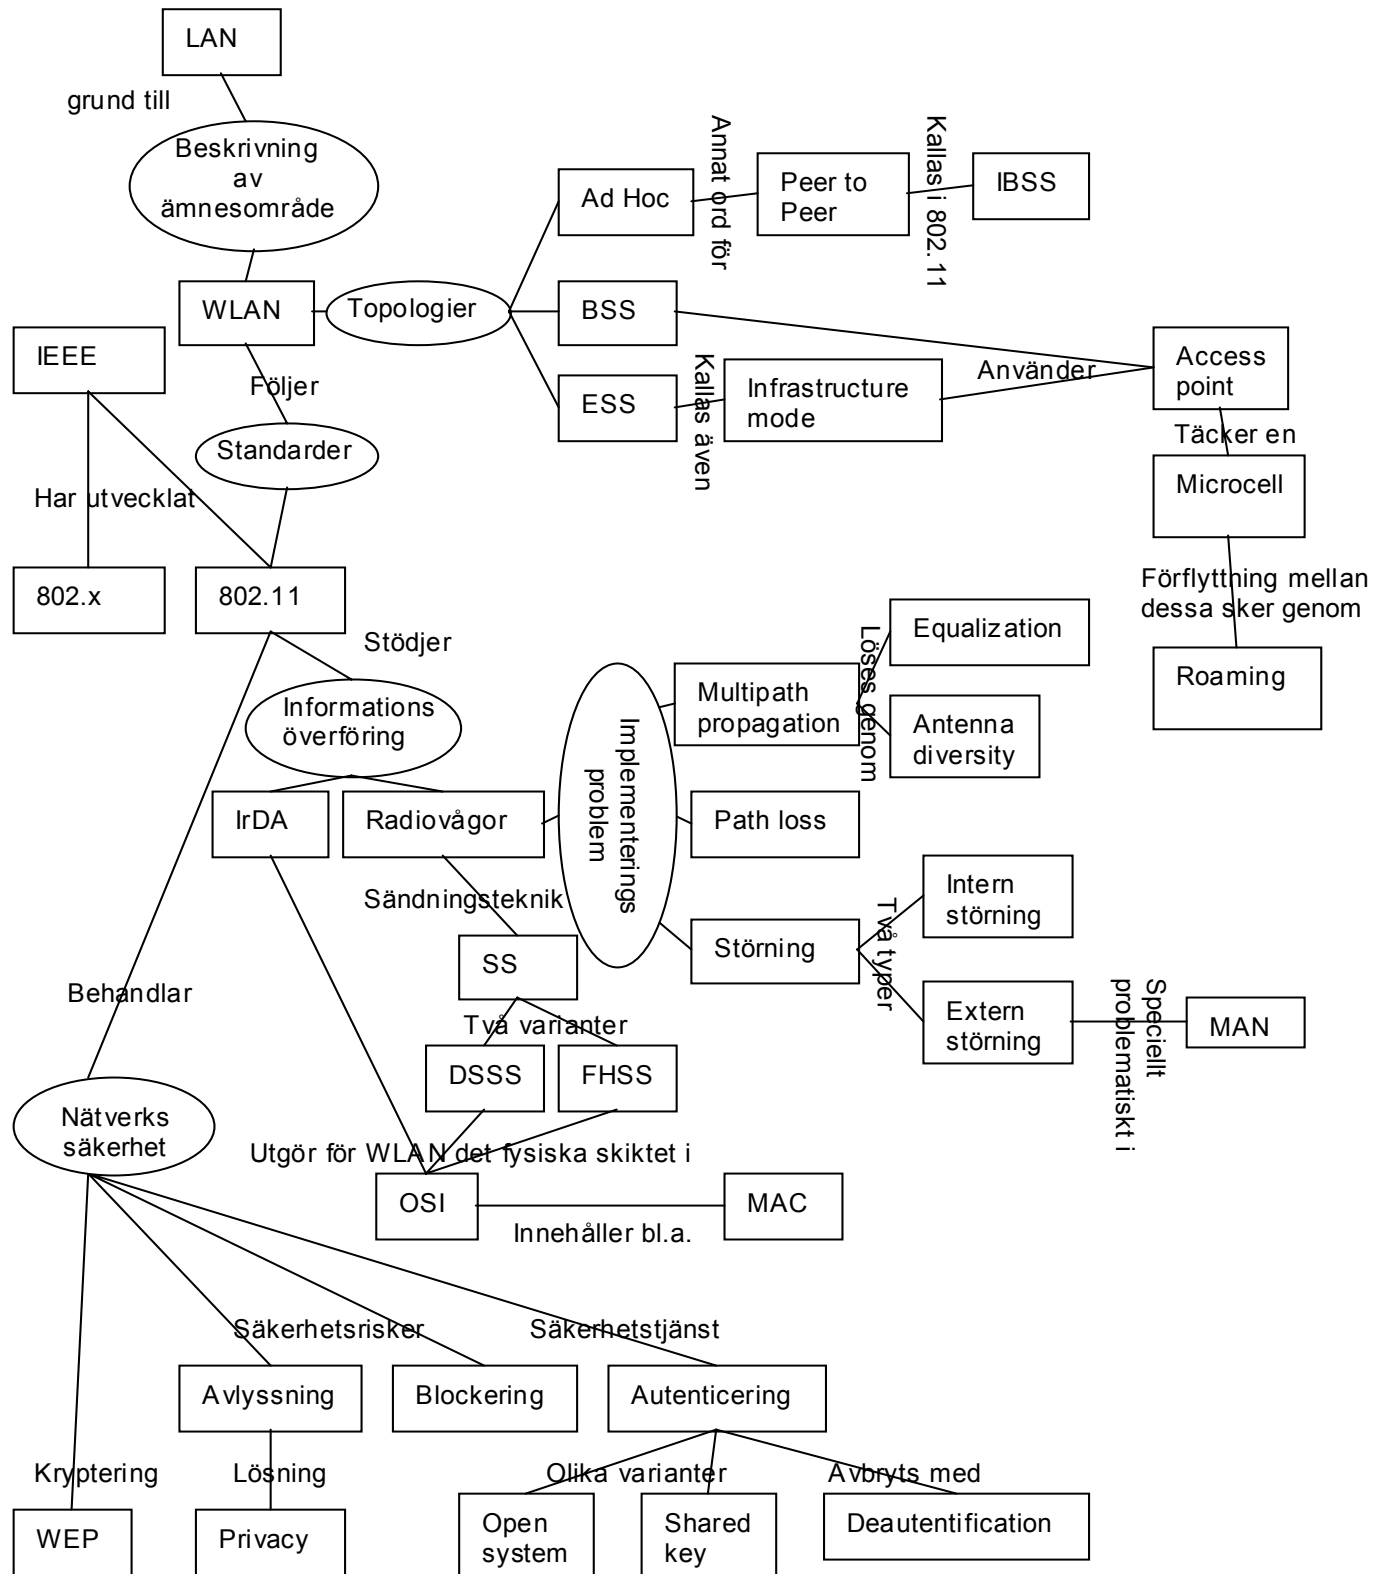 LAN
grund till
Beskrivning
av
ämnesområde
WLAN
Topologier
Ad Hoc
Annat ord för
Peer to
Peer
Kallas i 802.11
IBSS
BSS
ESS
Kallas även
Infrastructure
mode
Använder
Access
point
Täcker en
Microcell
Förflyttning mellan
dessa sker genom
Roaming
IEEE
Följer
Standarder
Har utvecklat
802.x
802.11
Stödjer
Informations
överföring
IrDA
Radiovågor
Implementerings
problem
Multipath
propagation
Löses genom
Equalization
Antenna
diversity
Path loss
Störning
Två typer
Intern
störning
Extern
störning
Speciellt
problematiskt i
MAN
Sändningsteknik
SS
Två varianter
DSSS
FHSS
Utgör för WLAN det fysiska skiktet i
OSI
Innehåller bl.a.
MAC
Behandlar
Nätverks
säkerhet
Säkerhetsrisker
Säkerhetstjänst
Avlyssning
Blockering
Autenticering
Kryptering
Lösning
Olika varianter
Avbryts med
WEP
Privacy
Open
system
Shared
key
Deautentification